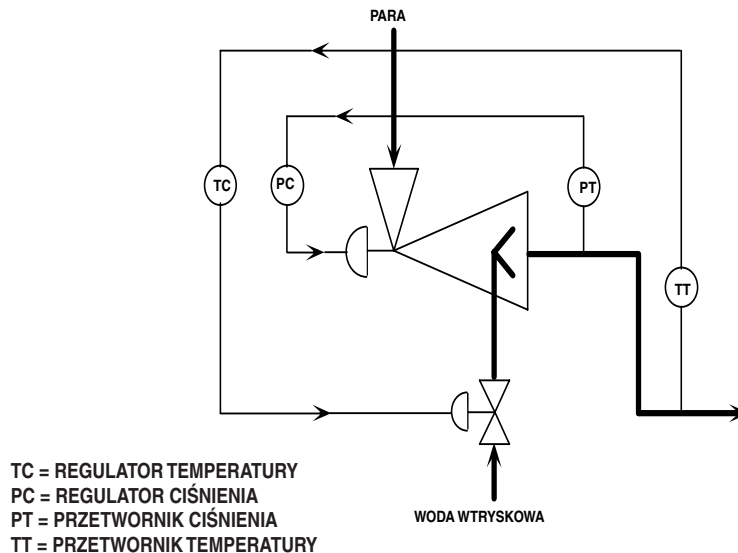 PARA
TC
PC
PT
TT
WODA WTRYSKOWA
TC = REGULATOR TEMPERATURY
PC = REGULATOR CIŚNIENIA
PT = PRZETWORNIK CIŚNIENIA
TT = PRZETWORNIK TEMPERATURY